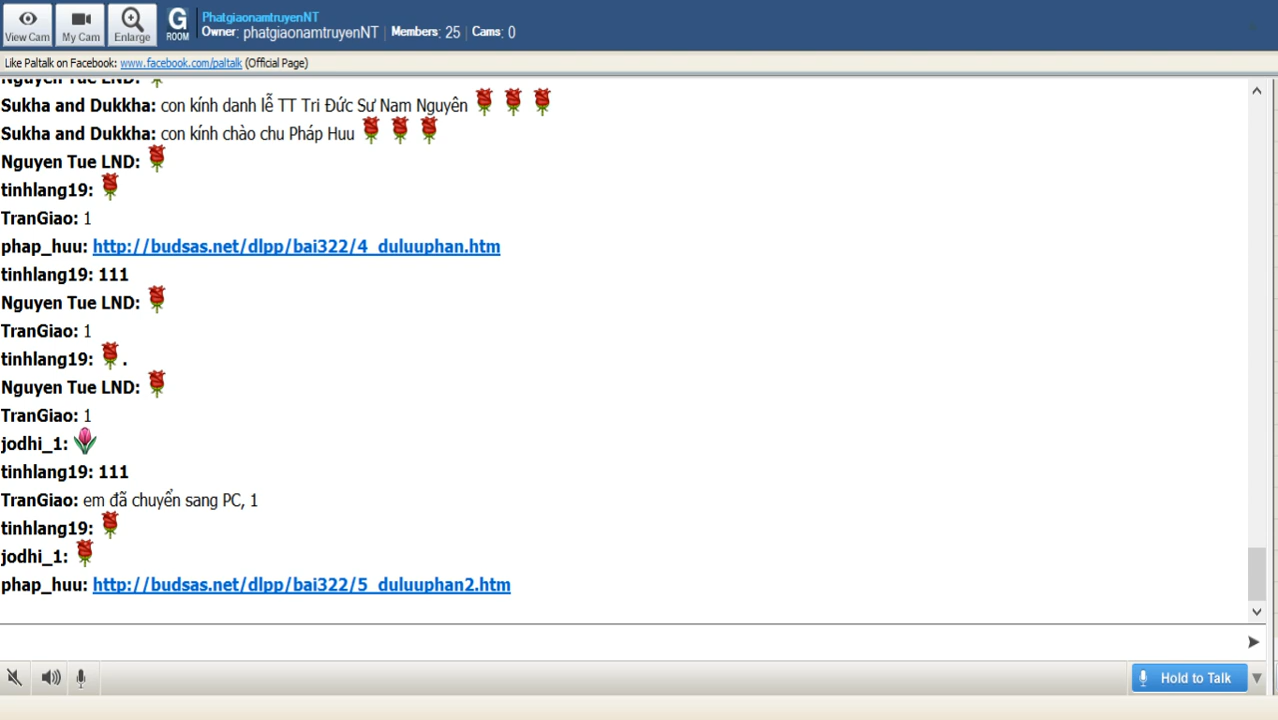 View Cam
My Cam
Enlarge
G
ROOM
PhatgiaonamtruyenNT
Owner: phatgiaonamtruyenNT | Members: 25 | Cams: 0
Like Paltalk on Facebook: www.facebook.com/paltalk (Official Page)
Nguyen Tue LND:
Sukha and Dukkha: con kính danh lễ TT Tri Đức Sư Nam Nguyên
Sukha and Dukkha: con kính chào chu Pháp Huu
Nguyen Tue LND:
tinhlang19:
TranGiao: 1
phap_huu: http://budsas.net/dlpp/bai322/4_duluuphan.htm
tinhlang19: 111
Nguyen Tue LND:
TranGiao: 1
tinhlang19: .
Nguyen Tue LND:
TranGiao: 1
jodhi_1:
tinhlang19: 111
TranGiao: em đã chuyển sang PC, 1
tinhlang19:
jodhi_1:
phap_huu: http://budsas.net/dlpp/bai322/5_duluuphan2.htm
Hold to Talk